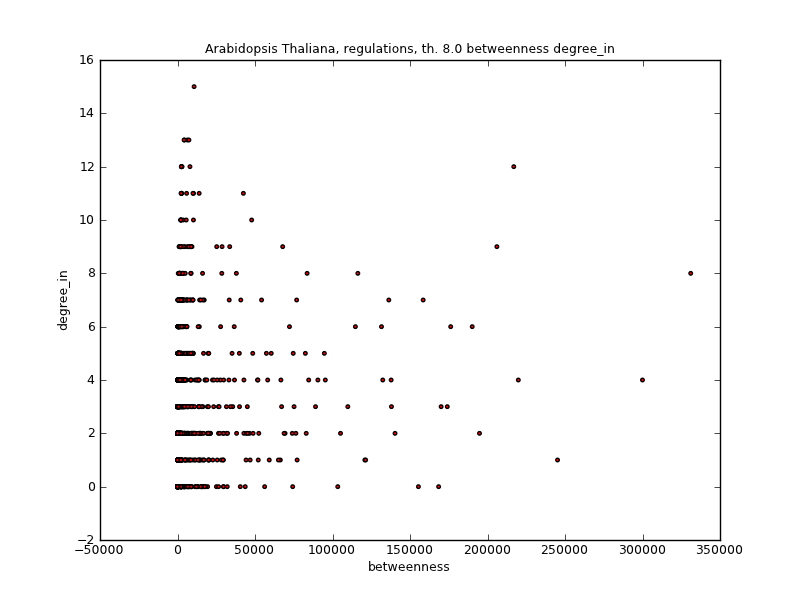 Arabidopsis Thaliana, regulations, th. 8.0 betweenness degree_in
16
14
12
10
8
6
4
2
0
−2
degree_in
−50000 0 50000 100000 150000 200000 250000 300000 350000
betweenness